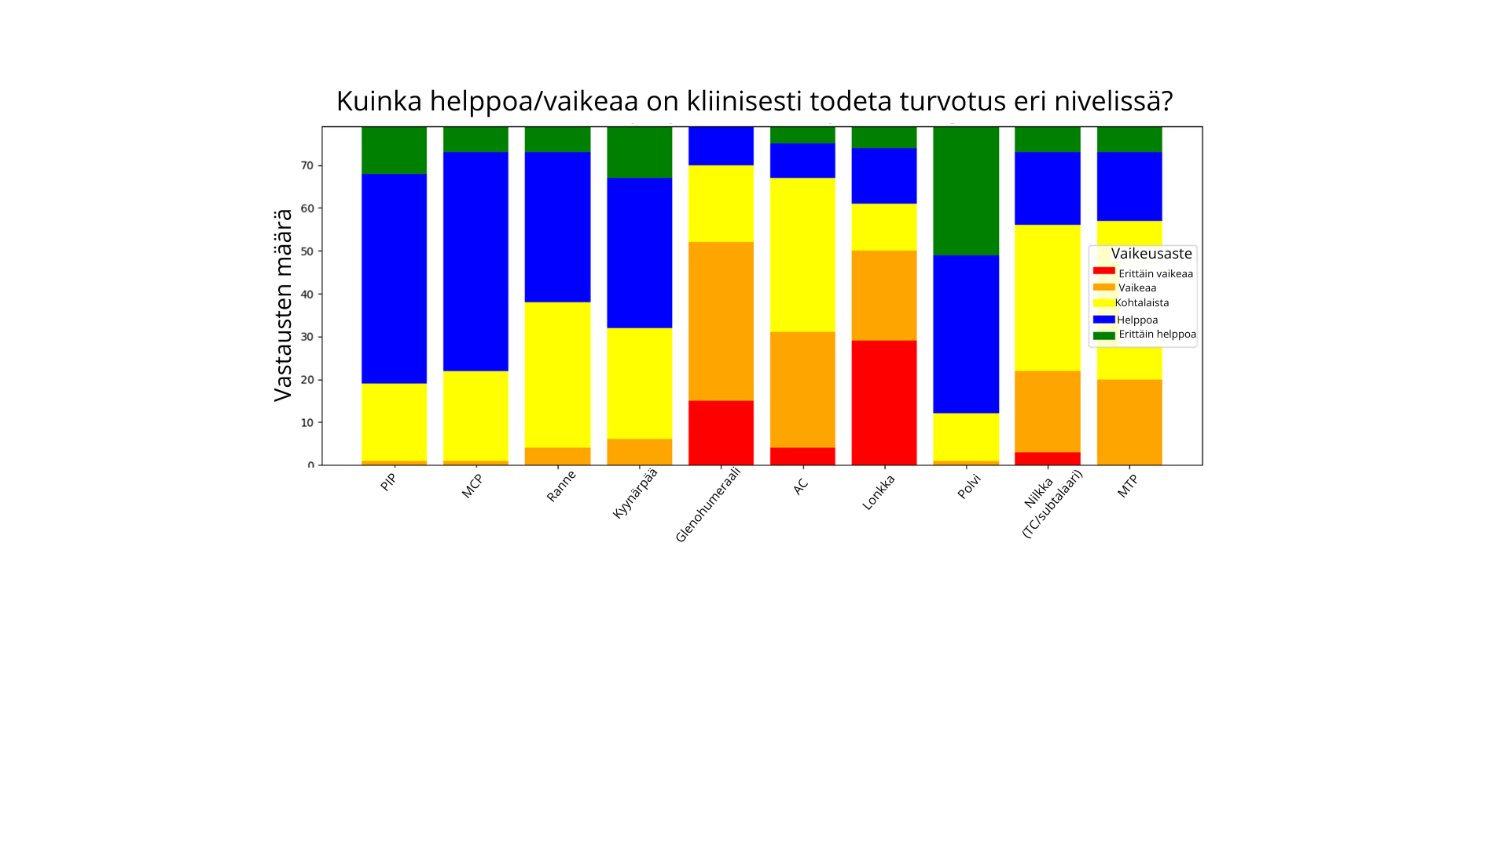 Kuinka helppoa/vaikeaa on kliinisesti todeta turvotus eri nivelissä?
Vastausten määrä
70
60
50
40
30
20
10
0
Vaikeusaste
Erittäin vaikeaa
Vaikeaa
Kohtalaista
Helppoa
Erittäin helppoa
PIP
MCP
Ranne
Kyynärpää
Glenohumeraali
AC
Lonkka
Polvi
Nilkka
(TC/subtalaari)
MTP